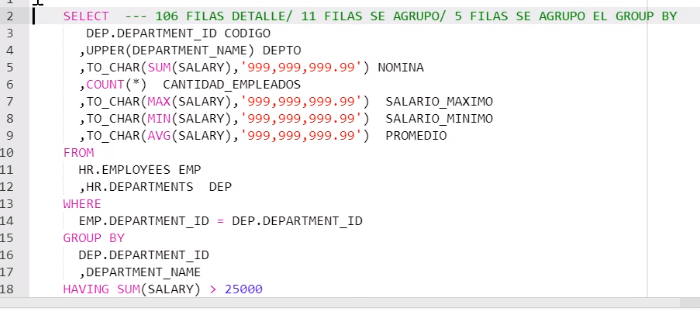 2 SELECT --- 106 FILAS DETALLE/ 11 FILAS SE AGRUPO/ 5 FILAS SE AGRUPO EL GROUP BY
3 DEP.DEPARTMENT_ID CODIGO
4 ,UPPER(DEPARTMENT_NAME) DEPTO
5 ,TO_CHAR(SUM(SALARY),'999,999,999.99') NOMINA
6 ,COUNT(*) CANTIDAD_EMPLEADOS
7 ,TO_CHAR(MAX(SALARY),'999,999,999.99') SALARIO_MAXIMO
8 ,TO_CHAR(MIN(SALARY),'999,999,999.99') SALARIO_MINIMO
9 ,TO_CHAR(AVG(SALARY),'999,999,999.99') PROMEDIO
10 FROM
11 HR.EMPLOYEES EMP
12 ,HR.DEPARTMENTS DEP
13 WHERE
14 EMP.DEPARTMENT_ID = DEP.DEPARTMENT_ID
15 GROUP BY
16 DEP.DEPARTMENT_ID
17 ,DEPARTMENT_NAME
18 HAVING SUM(SALARY) > 25000